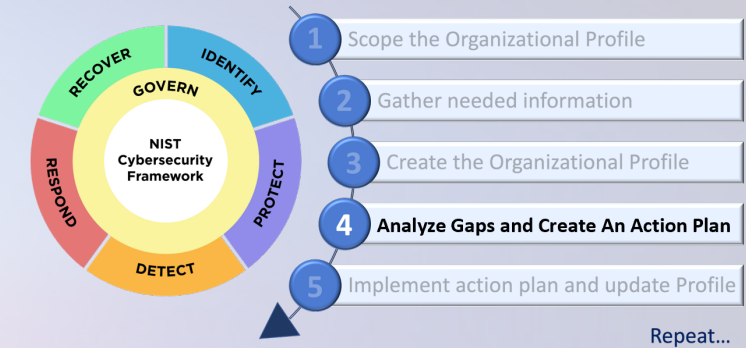 RECOVER
IDENTIFY
GOVERN
NIST
Cybersecurity
Framework
RESPOND
PROTECT
DETECT
1 Scope the Organizational Profile
2 Gather needed information
3 Create the Organizational Profile
4 Analyze Gaps and Create An Action Plan
5 Implement action plan and update Profile
Repeat...